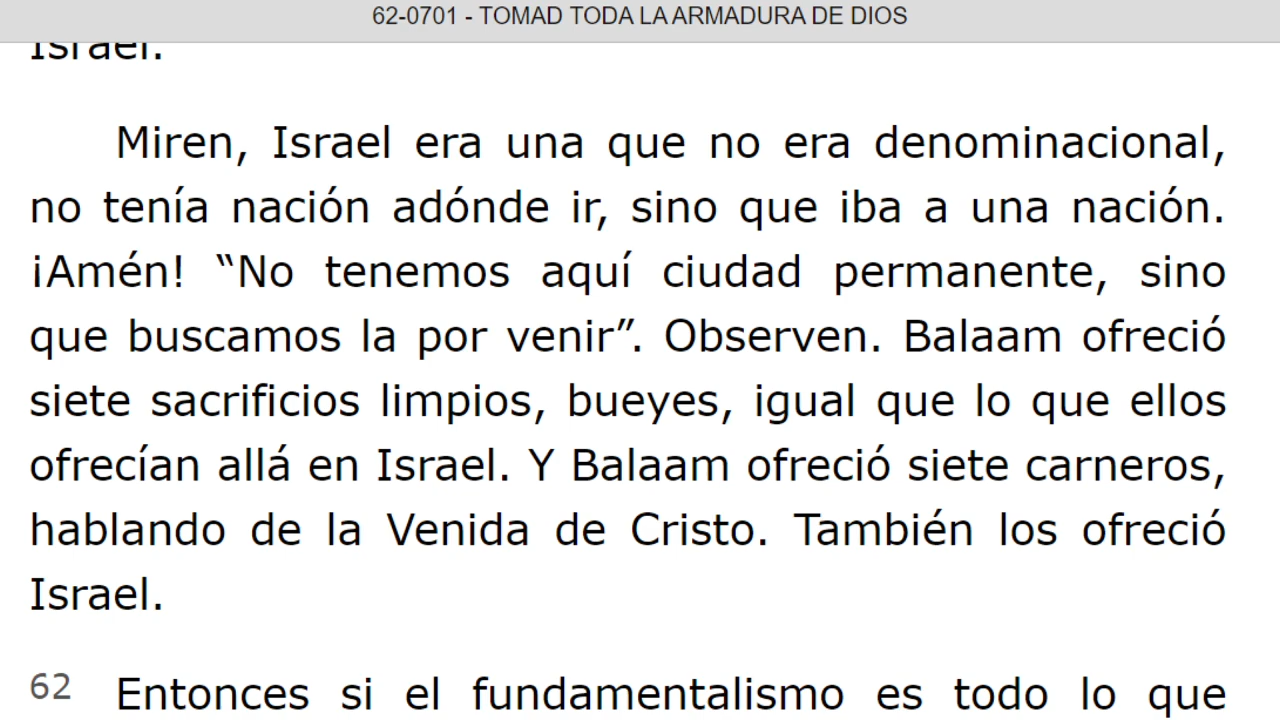 62-0701 - TOMAD TODA LA ARMADURA DE DIOS
Israel.
Miren, Israel era una que no era denominacional,
no tenía nación adónde ir, sino que iba a una nación.
¡Amén! “No tenemos aquí ciudad permanente, sino
que buscamos la por venir”. Observen. Balaam ofreció
siete sacrificios limpios, bueyes, igual que lo que ellos
ofrecían allá en Israel. Y Balaam ofreció siete carneros,
hablando de la Venida de Cristo. También los ofreció
Israel.
62 Entonces si el fundamentalismo es todo lo que